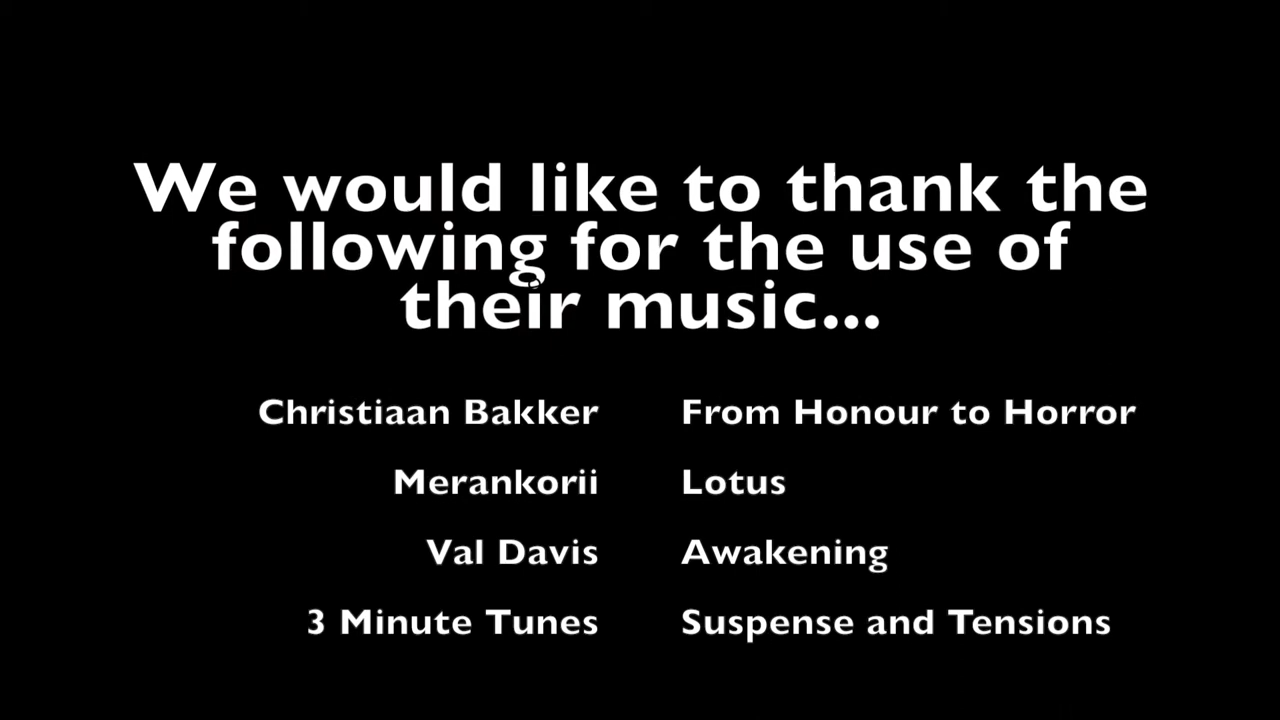 We would like to thank the
following for the use of
their music...
Christiaan Bakker From Honour to Horror
Merankorii Lotus
Val Davis Awakening
3 Minute Tunes Suspense and Tensions